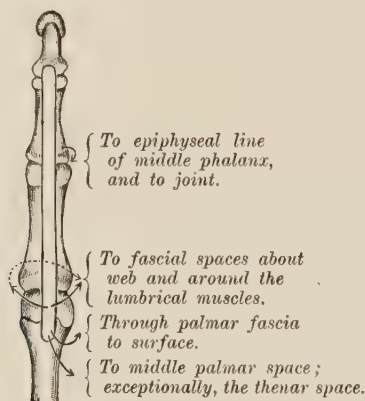 To epiphyseal line
of middle phalanx,
and to joint.
To fascial spaces about
web and around the
lumbrical muscles.
Through palmar fascia
to surface.
To middle palmar space;
exceptionally, the thenar space.